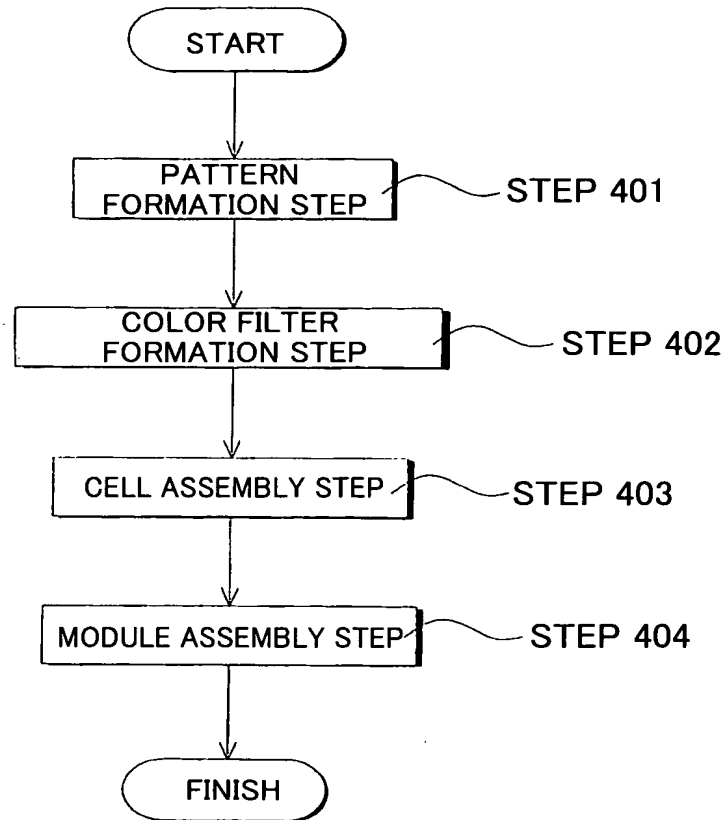 START
PATTERN
FORMATION STEP
STEP 401
COLOR FILTER
FORMATION STEP
STEP 402
CELL ASSEMBLY STEP
STEP 403
MODULE ASSEMBLY STEP
STEP 404
FINISH